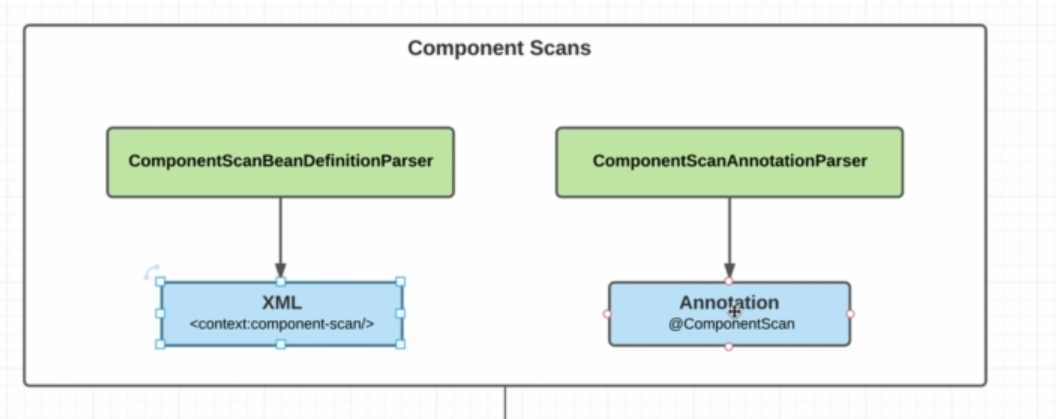 Component Scans
ComponentScanBeanDefinitionParser
ComponentScanAnnotationParser
XML
<context:component-scan/>
Annotation
@ComponentScan